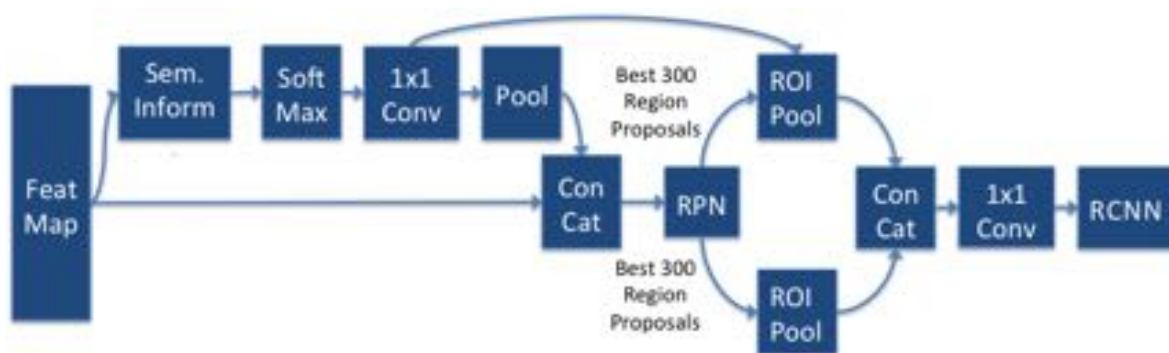 Feat
Map
Sem.
Inform
Soft
Max
1x1
Conv
Pool
Con
Cat
RPN
Best 300
Region
Proposals
ROI
Pool
Best 300
Region
Proposals
ROI
Pool
Con
Cat
1x1
Conv
RCNN